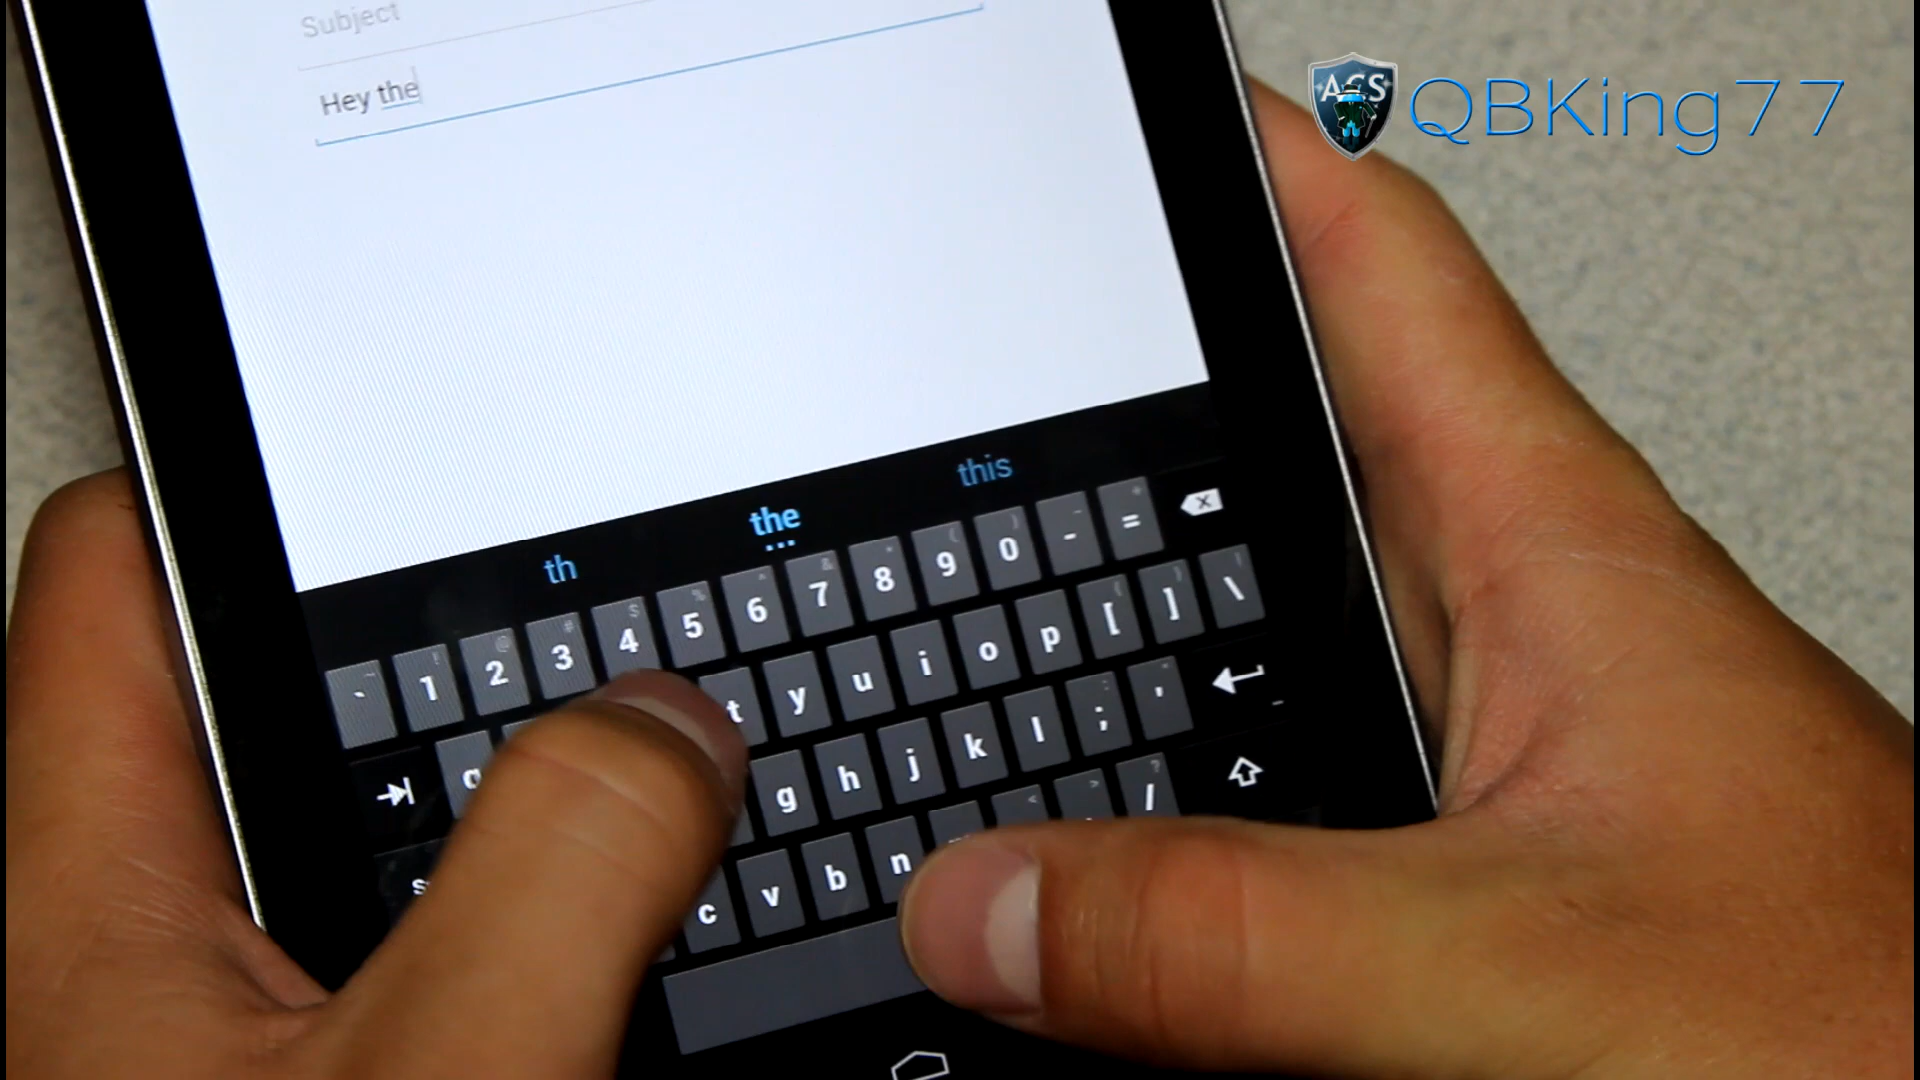 Subject
Hey the
ACS QBKing77
th the this
` 1 ! 2 @ 3 # 4 $ 5 % 6 ^ 7 & 8 * 9 ( 0 ) - = +
t y u i o p [ { ] } \ |
g h j k l ; : ' "
c v b n < > / ?